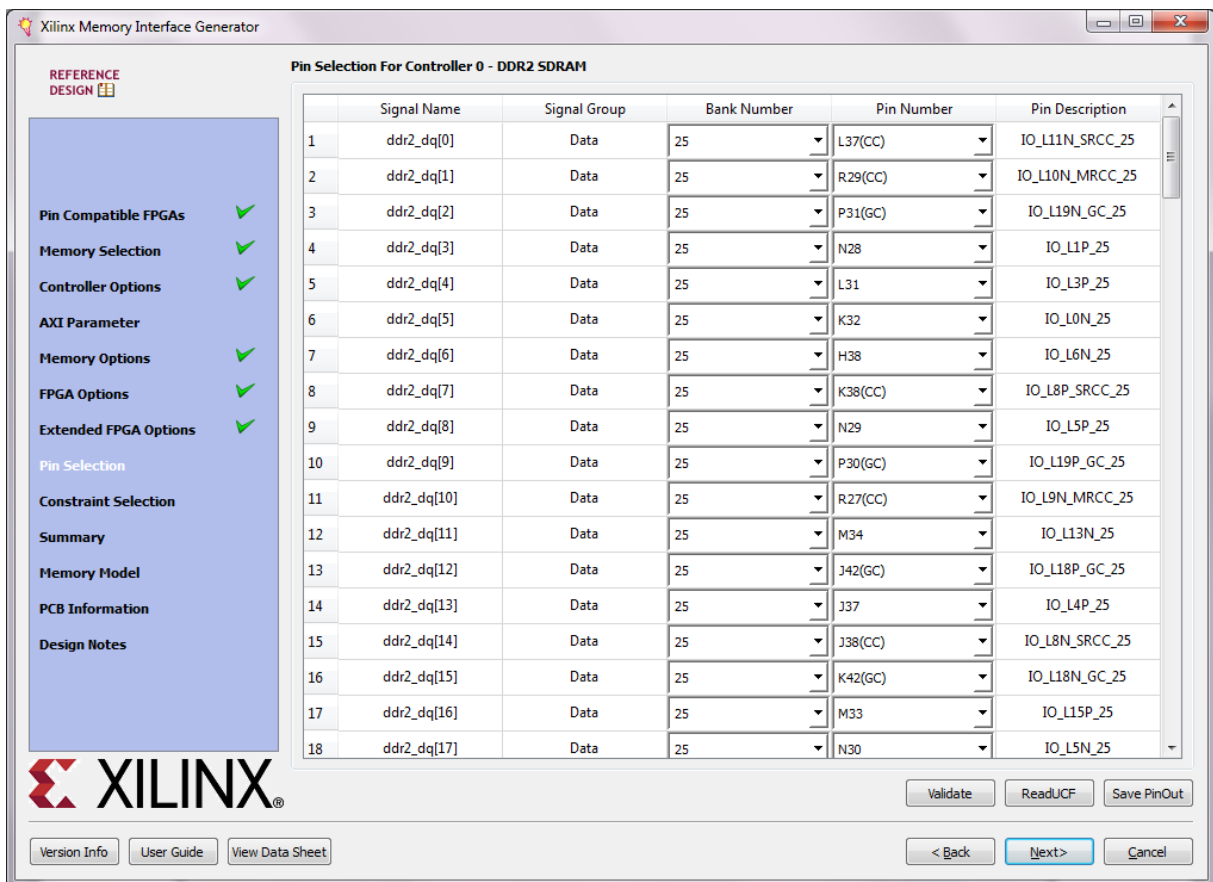 Xilinx Memory Interface Generator
REFERENCE
DESIGN
Pin Compatible FPGAs
Memory Selection
Controller Options
AXI Parameter
Memory Options
FPGA Options
Extended FPGA Options
Pin Selection
Constraint Selection
Summary
Memory Model
PCB Information
Design Notes
XILINX®
Pin Selection For Controller 0 - DDR2 SDRAM
Signal Name Signal Group Bank Number Pin Number Pin Description
1 ddr2_dq[0] Data 25 L37(CC) IO_L11N_SRCC_25
2 ddr2_dq[1] Data 25 R29(CC) IO_L10N_MRCC_25
3 ddr2_dq[2] Data 25 P31(GC) IO_L19N_GC_25
4 ddr2_dq[3] Data 25 N28 IO_L1P_25
5 ddr2_dq[4] Data 25 L31 IO_L3P_25
6 ddr2_dq[5] Data 25 K32 IO_L0N_25
7 ddr2_dq[6] Data 25 H38 IO_L6N_25
8 ddr2_dq[7] Data 25 K38(CC) IO_L8P_SRCC_25
9 ddr2_dq[8] Data 25 N29 IO_L5P_25
10 ddr2_dq[9] Data 25 P30(GC) IO_L19P_GC_25
11 ddr2_dq[10] Data 25 R27(CC) IO_L9N_MRCC_25
12 ddr2_dq[11] Data 25 M34 IO_L13N_25
13 ddr2_dq[12] Data 25 J42(GC) IO_L18P_GC_25
14 ddr2_dq[13] Data 25 J37 IO_L4P_25
15 ddr2_dq[14] Data 25 J38(CC) IO_L8N_SRCC_25
16 ddr2_dq[15] Data 25 K42(GC) IO_L18N_GC_25
17 ddr2_dq[16] Data 25 M33 IO_L15P_25
18 ddr2_dq[17] Data 25 N30 IO_L5N_25
Validate ReadUCF Save PinOut
Version Info User Guide View Data Sheet < Back Next> Cancel